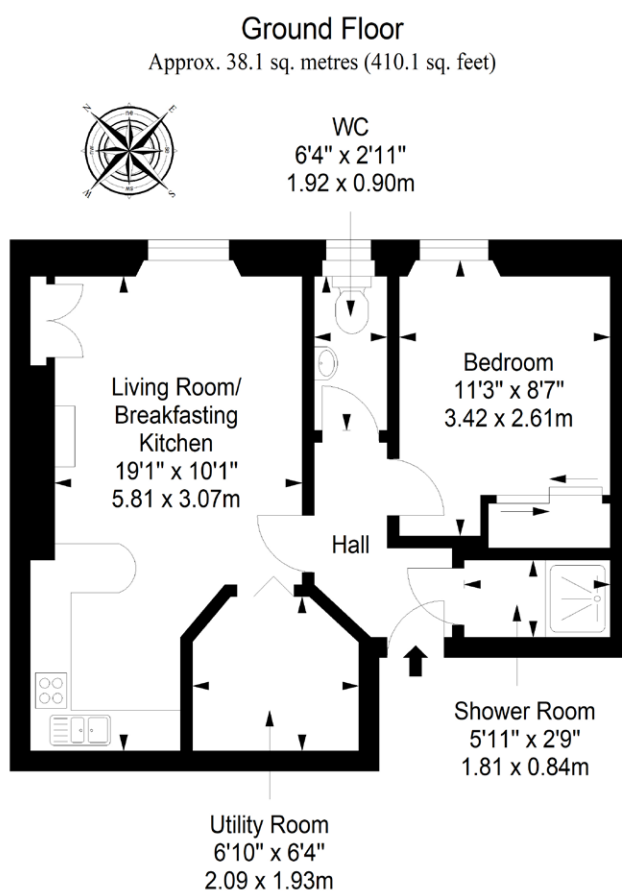 Ground Floor
Approx. 38.1 sq. metres (410.1 sq. feet)
N
E
W
S
WC
6'4" x 2'11"
1.92 x 0.90m
Living Room/
Breakfasting
Kitchen
19'1" x 10'1"
5.81 x 3.07m
Bedroom
11'3" x 8'7"
3.42 x 2.61m
Hall
Shower Room
5'11" x 2'9"
1.81 x 0.84m
Utility Room
6'10" x 6'4"
2.09 x 1.93m